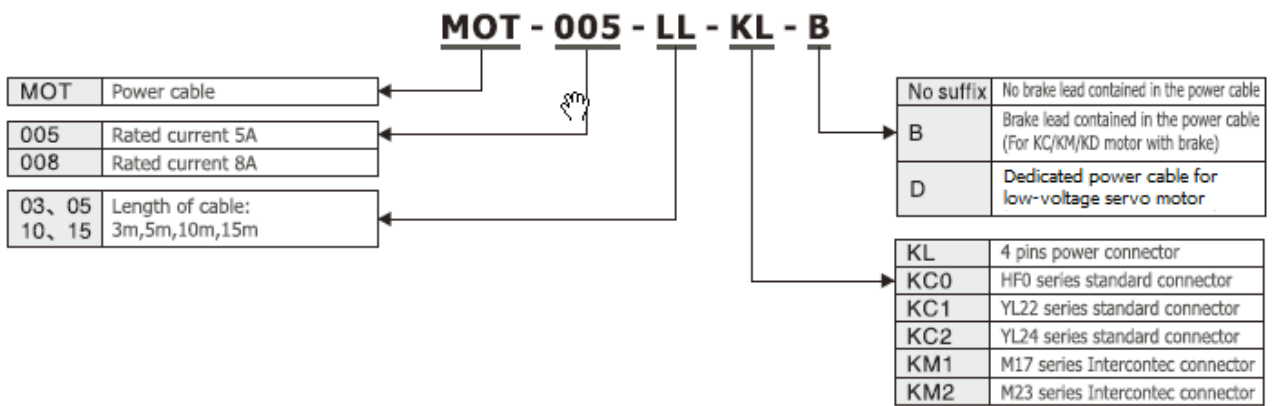 MOT - 005 - LL - KL - B
MOT Power cable
005 Rated current 5A
008 Rated current 8A
03、05 Length of cable:
10、15 3m,5m,10m,15m
No suffix No brake lead contained in the power cable
B Brake lead contained in the power cable
(For KC/KM/KD motor with brake)
D Dedicated power cable for
low-voltage servo motor
KL 4 pins power connector
KC0 HF0 series standard connector
KC1 YL22 series standard connector
KC2 YL24 series standard connector
KM1 M17 series Intercontec connector
KM2 M23 series Intercontec connector